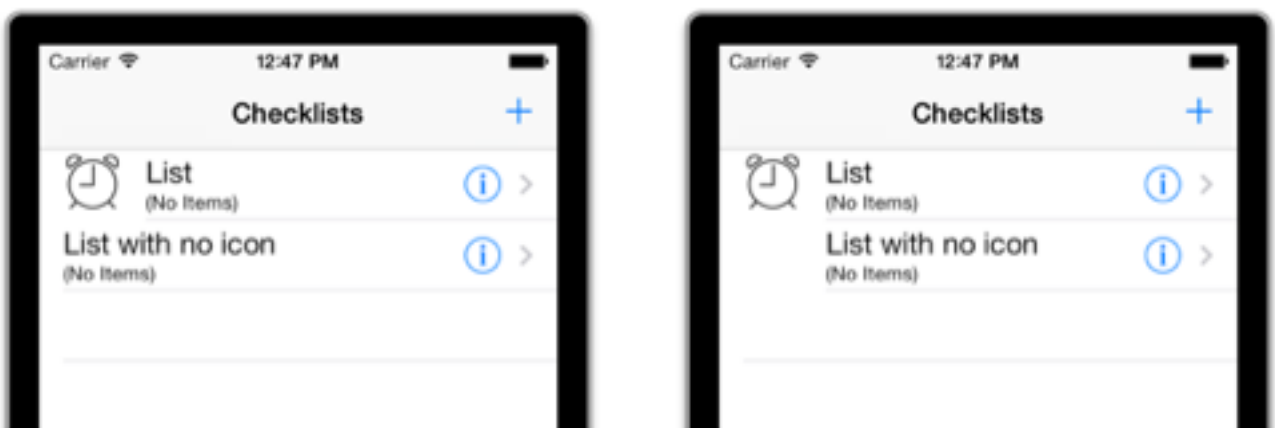 Carrier 12:47 PM
Checklists +
List
(No Items)
List with no icon
(No Items)
Carrier 12:47 PM
Checklists +
List
(No Items)
List with no icon
(No Items)